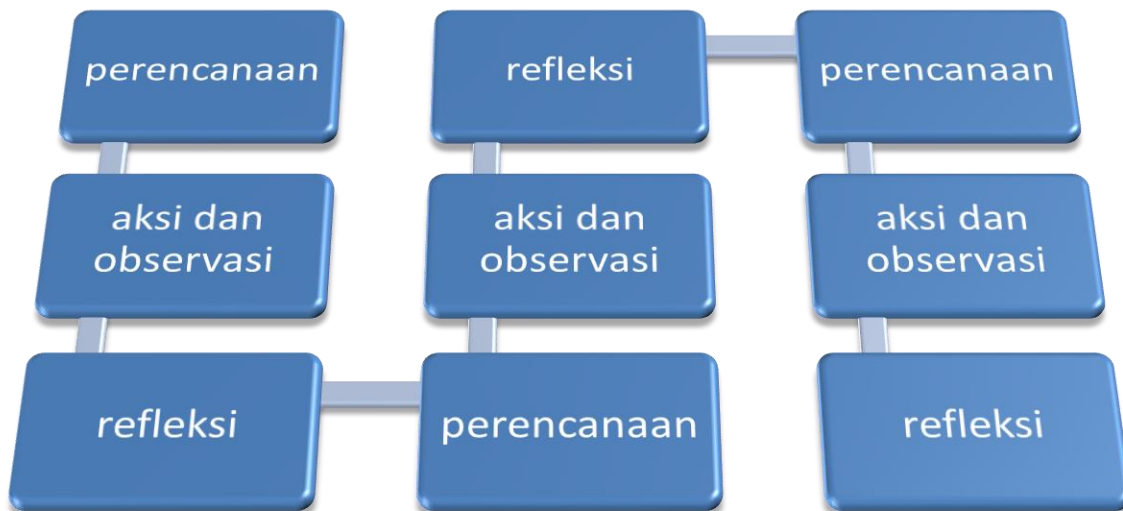 perencanaan
aksi dan
observasi
refleksi
perencanaan
aksi dan
observasi
refleksi
perencanaan
aksi dan
observasi
refleksi